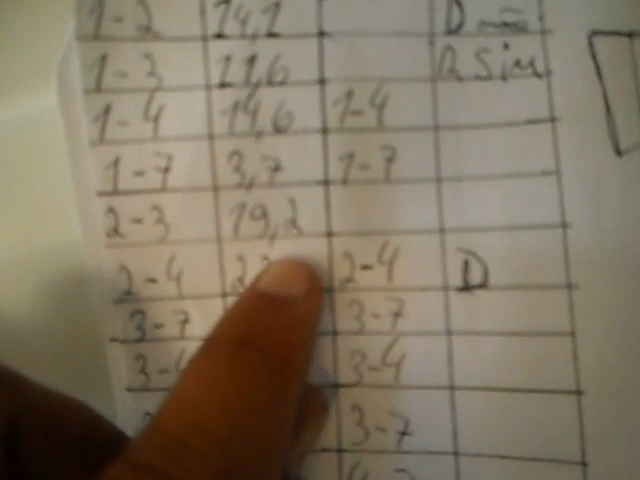 1-2 14,1 D não
1-3 11,6 R Sim
1-4 14,6 1-4
1-7 3,7 1-7
2-3 19,2
2-4 2-4 D
3-7 3-7
3-4 3-4
3-7